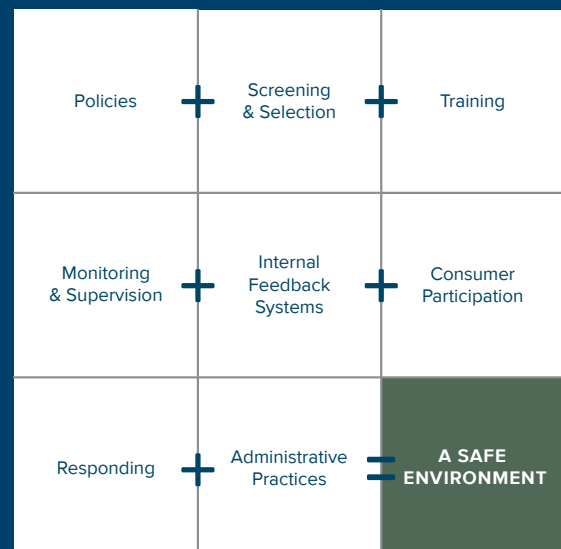 Policies
+
Screening
& Selection
+
Training
Monitoring
& Supervision
+
Internal
Feedback
Systems
+
Consumer
Participation
Responding
+
Administrative
Practices
=
A SAFE
ENVIRONMENT